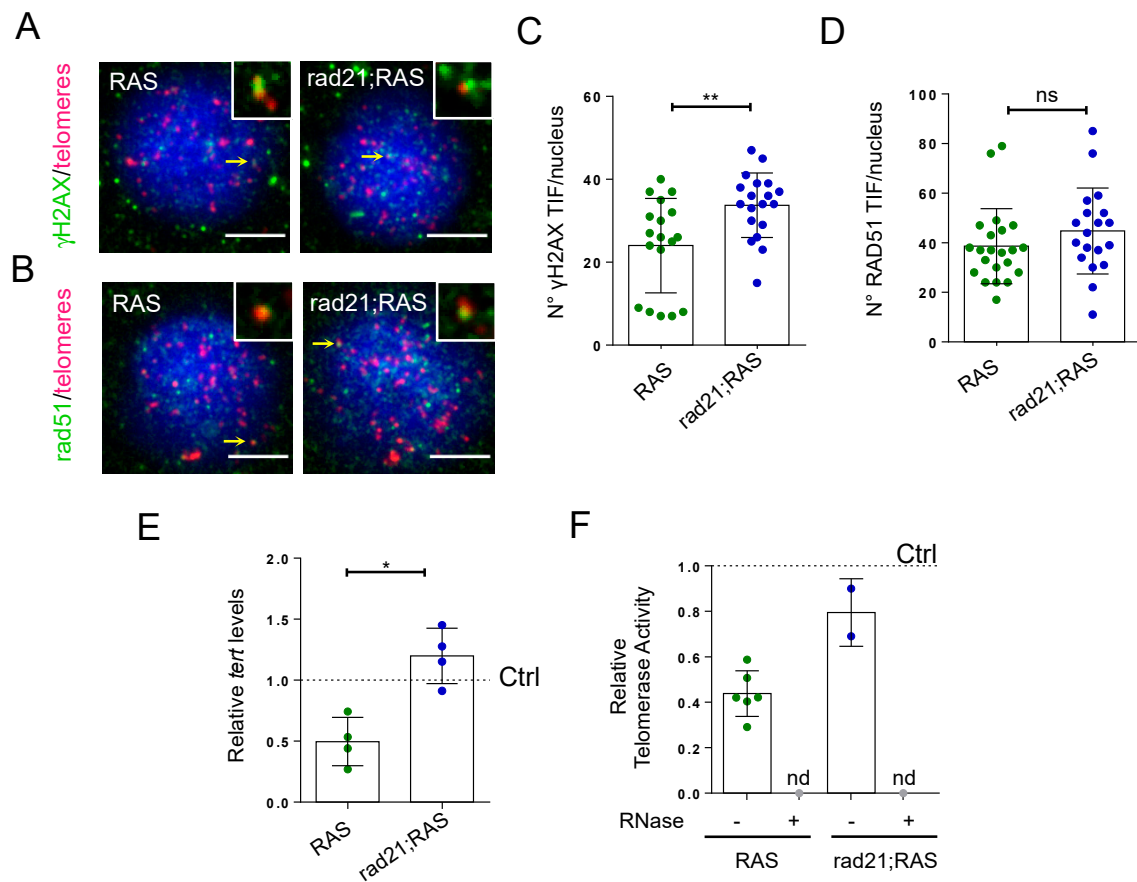 A
RAS
rad21;RAS
γH2AX/telomeres
B
RAS
rad21;RAS
rad51/telomeres
C
N° γH2AX TIF/nucleus
60
40
20
0
**
RAS
rad21;RAS
D
N° RAD51 TIF/nucleus
100
80
60
40
20
0
ns
RAS
rad21;RAS
E
Relative tert levels
2.0
1.5
1.0
0.5
0.0
*
Ctrl
RAS
rad21;RAS
F
Relative
Telomerase Activity
Ctrl
1.0
0.8
0.6
0.4
0.2
0.0
nd
nd
RNase - + - +
RAS rad21;RAS